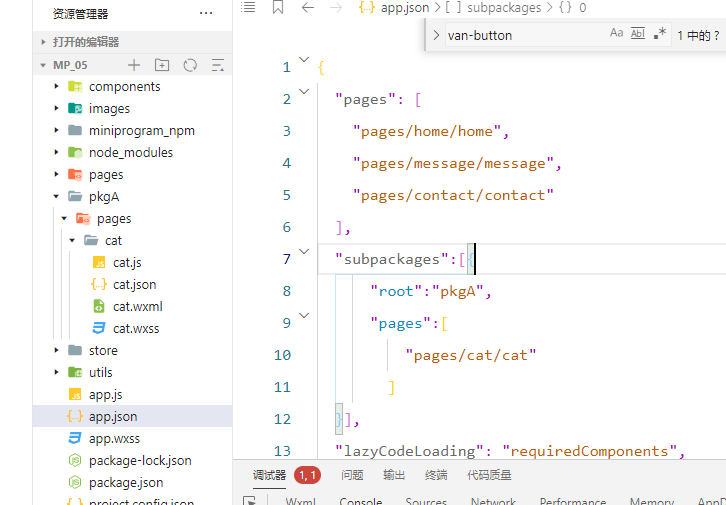 资源管理器 ···
打开的编辑器
MP_05
components
images
miniprogram_npm
node_modules
pages
pkgA
pages
cat
cat.js
cat.json
cat.wxml
cat.wxss
store
utils
app.js
app.json
app.wxss
package-lock.json
package.json
project.config.json
{..} app.json > [ ] subpackages > {} 0
van-button Aa Abl .* 1 中的 ?
1 {
2 "pages": [
3 "pages/home/home",
4 "pages/message/message",
5 "pages/contact/contact"
6 ],
7 "subpackages":[{
8 "root":"pkgA",
9 "pages":[
10 "pages/cat/cat"
11 ]
12 }],
13 "lazyCodeLoading": "requiredComponents",
调试器 1, 1 问题 输出 终端 代码质量
Wxml Console Sources Network Performance Memory AppD